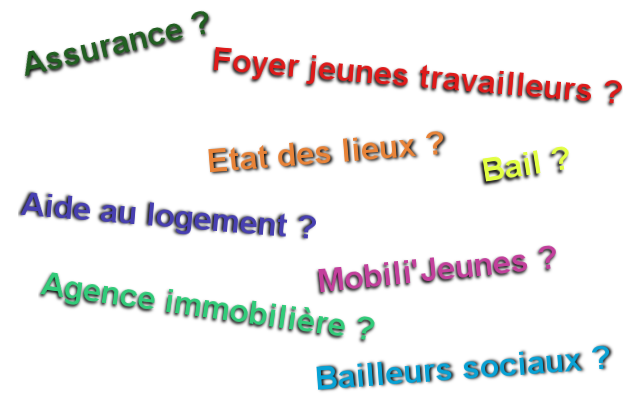 Assurance ?
Foyer jeunes travailleurs ?
Etat des lieux ?
Bail ?
Aide au logement ?
Mobili'Jeunes ?
Agence immobilière ?
Bailleurs sociaux ?